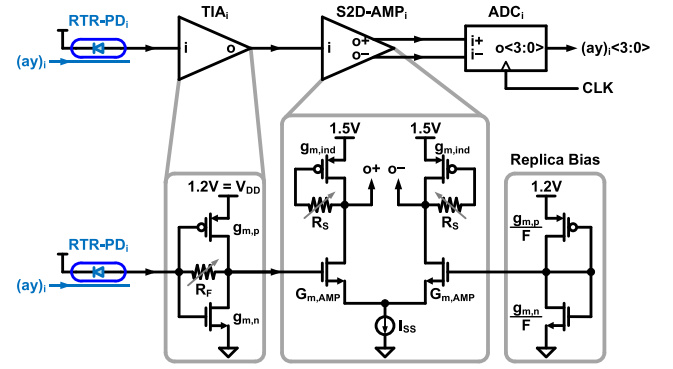 RTR-PDi
(ay)i
TIAi
i
o
S2D-AMPi
i
o+
o−
ADCi
i+
i−
o<3:0>
(ay)i<3:0>
CLK
1.5V
1.5V
gm,ind
gm,ind
o+
o−
RS
RS
Gm,AMP
Gm,AMP
ISS
1.2V = VDD
gm,p
RF
gm,n
RTR-PDi
(ay)i
Replica Bias
1.2V
gm,p
F
gm,n
F